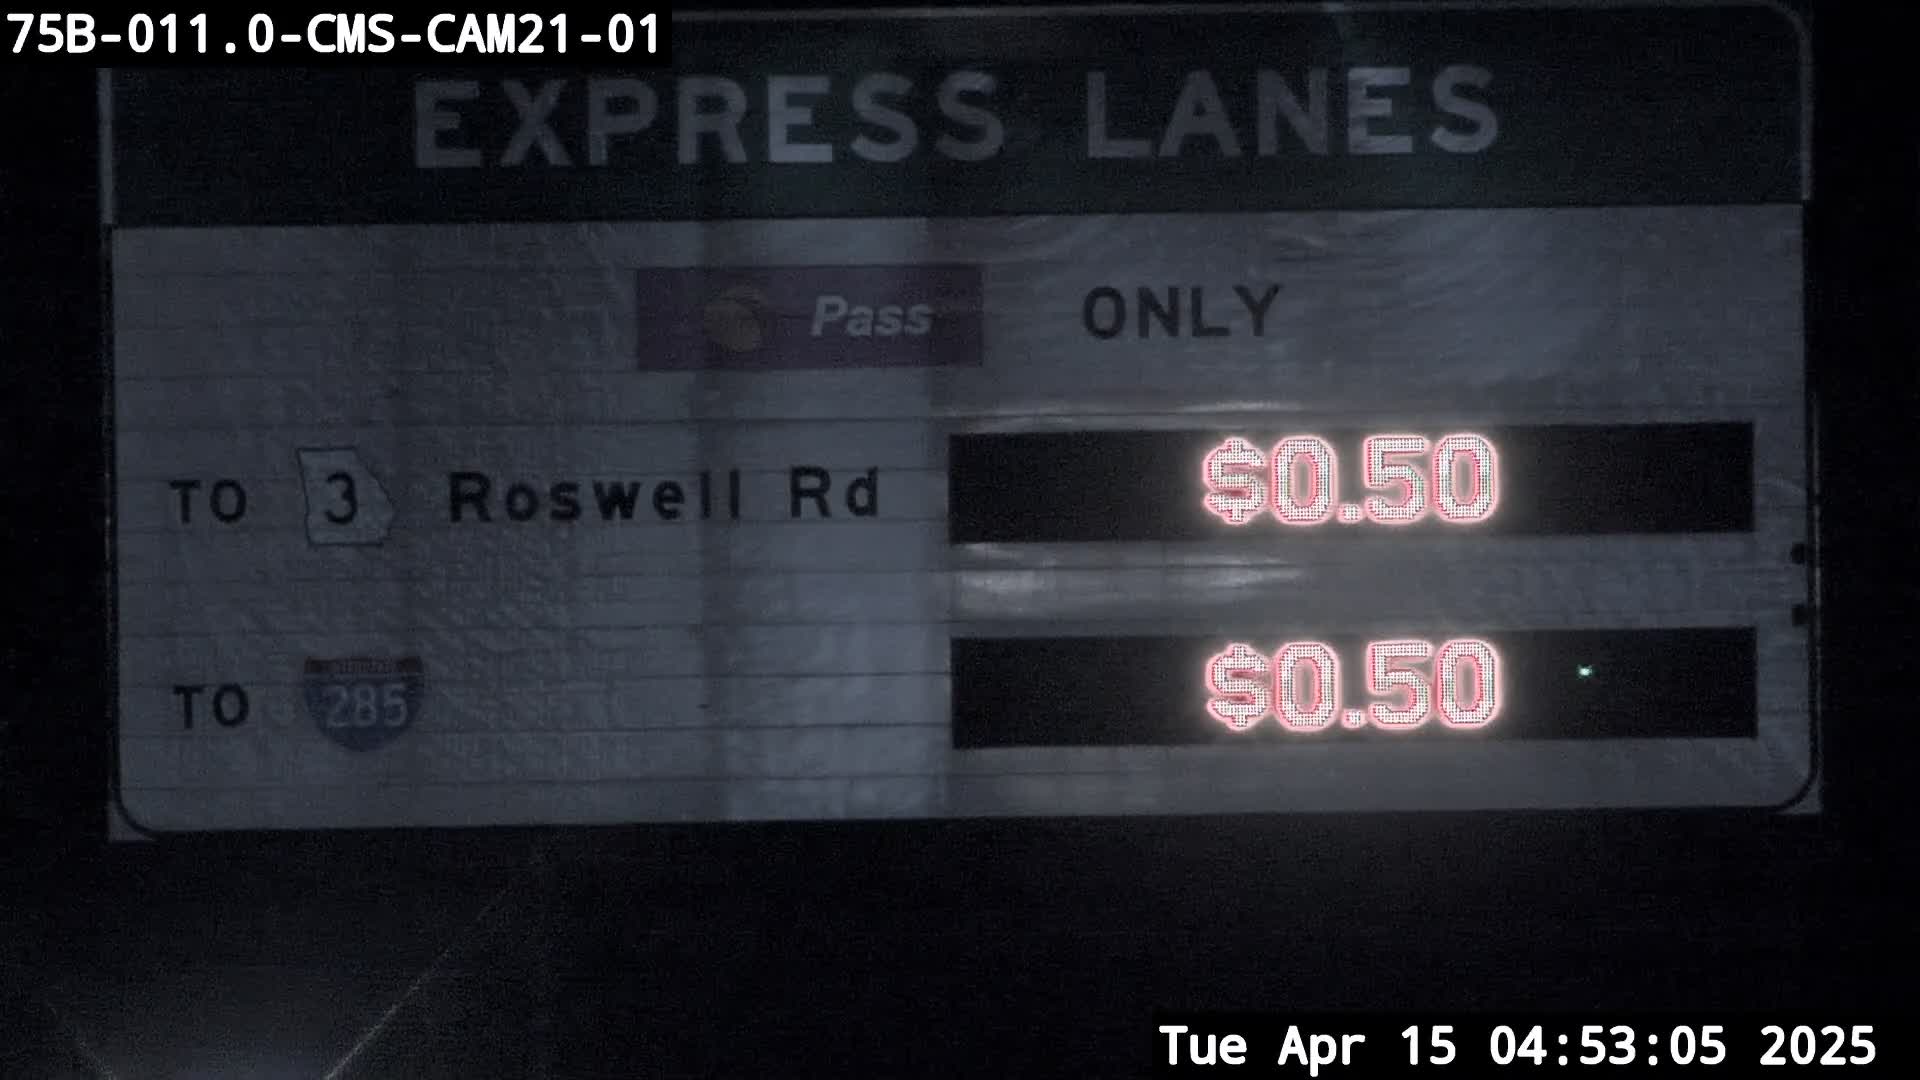 75B-011.0-CMS-CAM21-01
EXPRESS LANES
Pass ONLY
TO 3 Roswell Rd $0.50
TO 285 $0.50
Tue Apr 15 04:53:05 2025